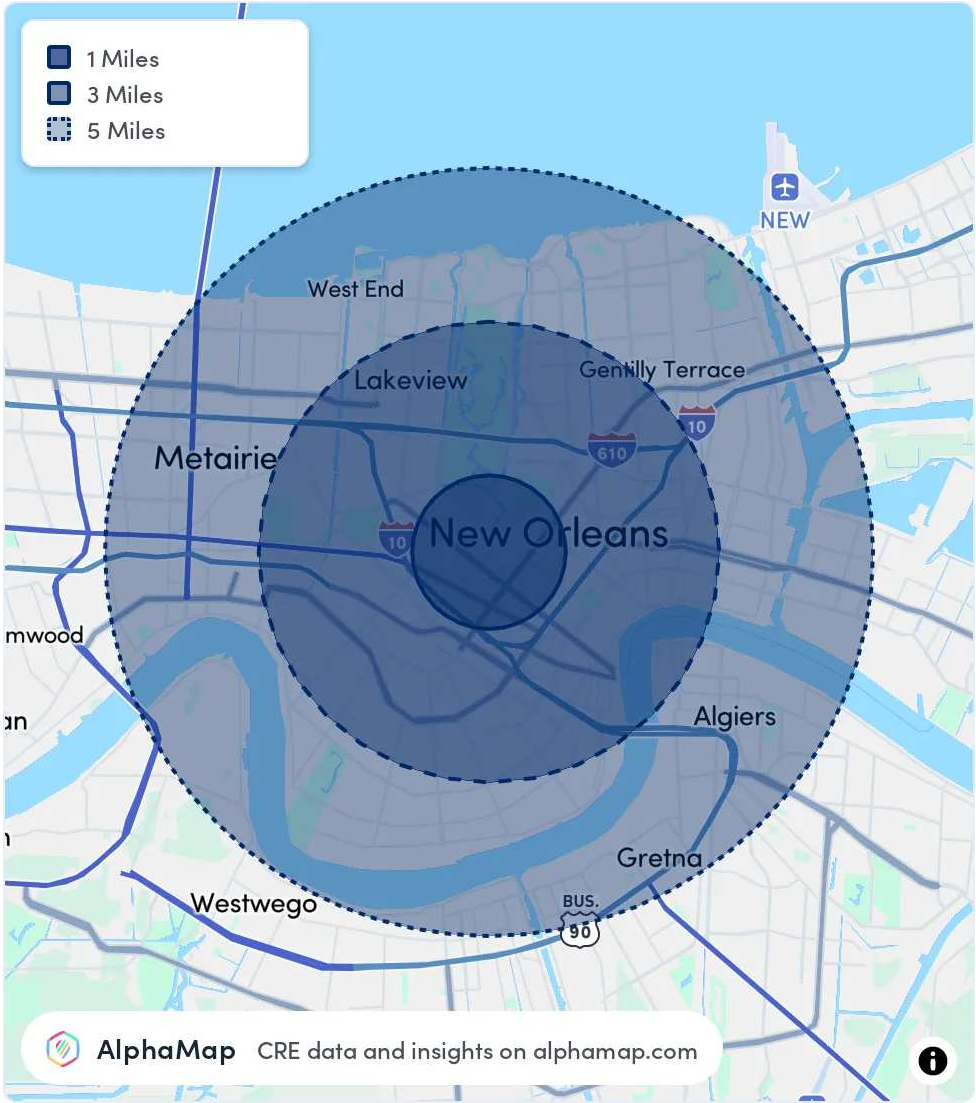 1 Miles
3 Miles
5 Miles
NEW
West End
Lakeview
Gentilly Terrace
10
610
Metairie
10
New Orleans
mwood
an
Algiers
n
Gretna
Westwego
BUS.
90
AlphaMap CRE data and insights on alphamap.com
i